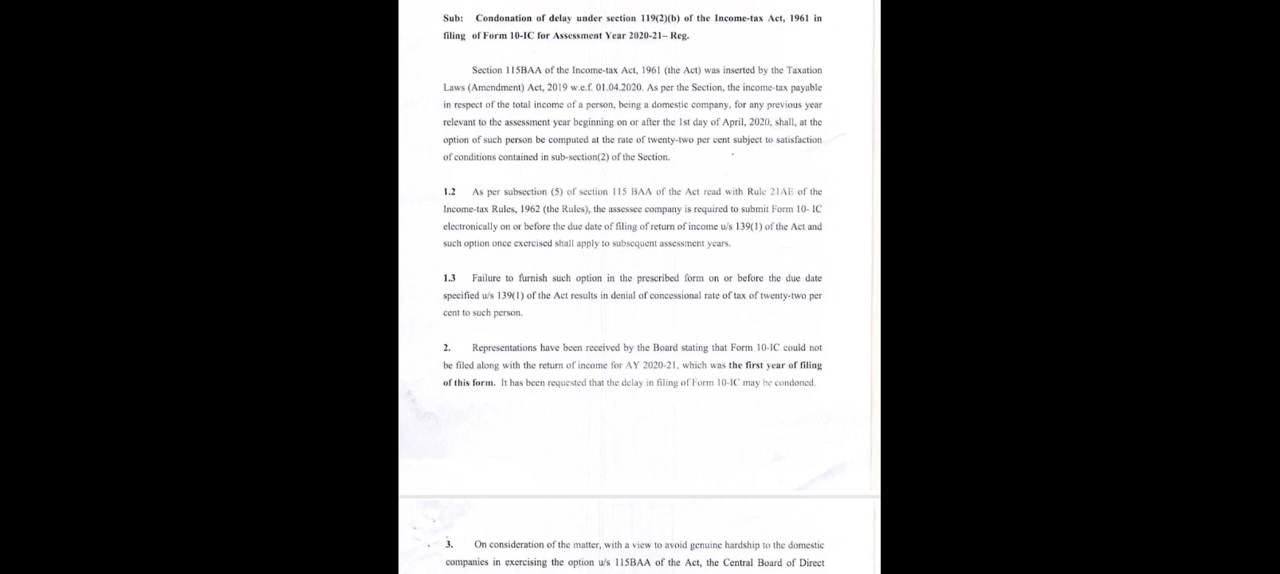 Sub: Condonation of delay under section 119(2)(b) of the Income-tax Act, 1961 in
filing of Form 10-IC for Assessment Year 2020-21– Reg.
Section 115BAA of the Income-tax Act, 1961 (the Act) was inserted by the Taxation
Laws (Amendment) Act, 2019 w.e.f. 01.04.2020. As per the Section, the income-tax payable
in respect of the total income of a person, being a domestic company, for any previous year
relevant to the assessment year beginning on or after the 1st day of April, 2020, shall, at the
option of such person be computed at the rate of twenty-two per cent subject to satisfaction
of conditions contained in sub-section(2) of the Section.
1.2 As per subsection (5) of section 115 BAA of the Act read with Rule 21AE of the
Income-tax Rules, 1962 (the Rules), the assessee company is required to submit Form 10- IC
electronically on or before the due date of filing of return of income u/s 139(1) of the Act and
such option once exercised shall apply to subsequent assessment years.
1.3 Failure to furnish such option in the prescribed form on or before the due date
specified u/s 139(1) of the Act results in denial of concessional rate of tax of twenty-two per
cent to such person.
2. Representations have been received by the Board stating that Form 10-IC could not
be filed along with the return of income for AY 2020-21, which was the first year of filing
of this form. It has been requested that the delay in filing of Form 10-IC may be condoned.
3. On consideration of the matter, with a view to avoid genuine hardship to the domestic
companies in exercising the option u/s 115BAA of the Act, the Central Board of Direct